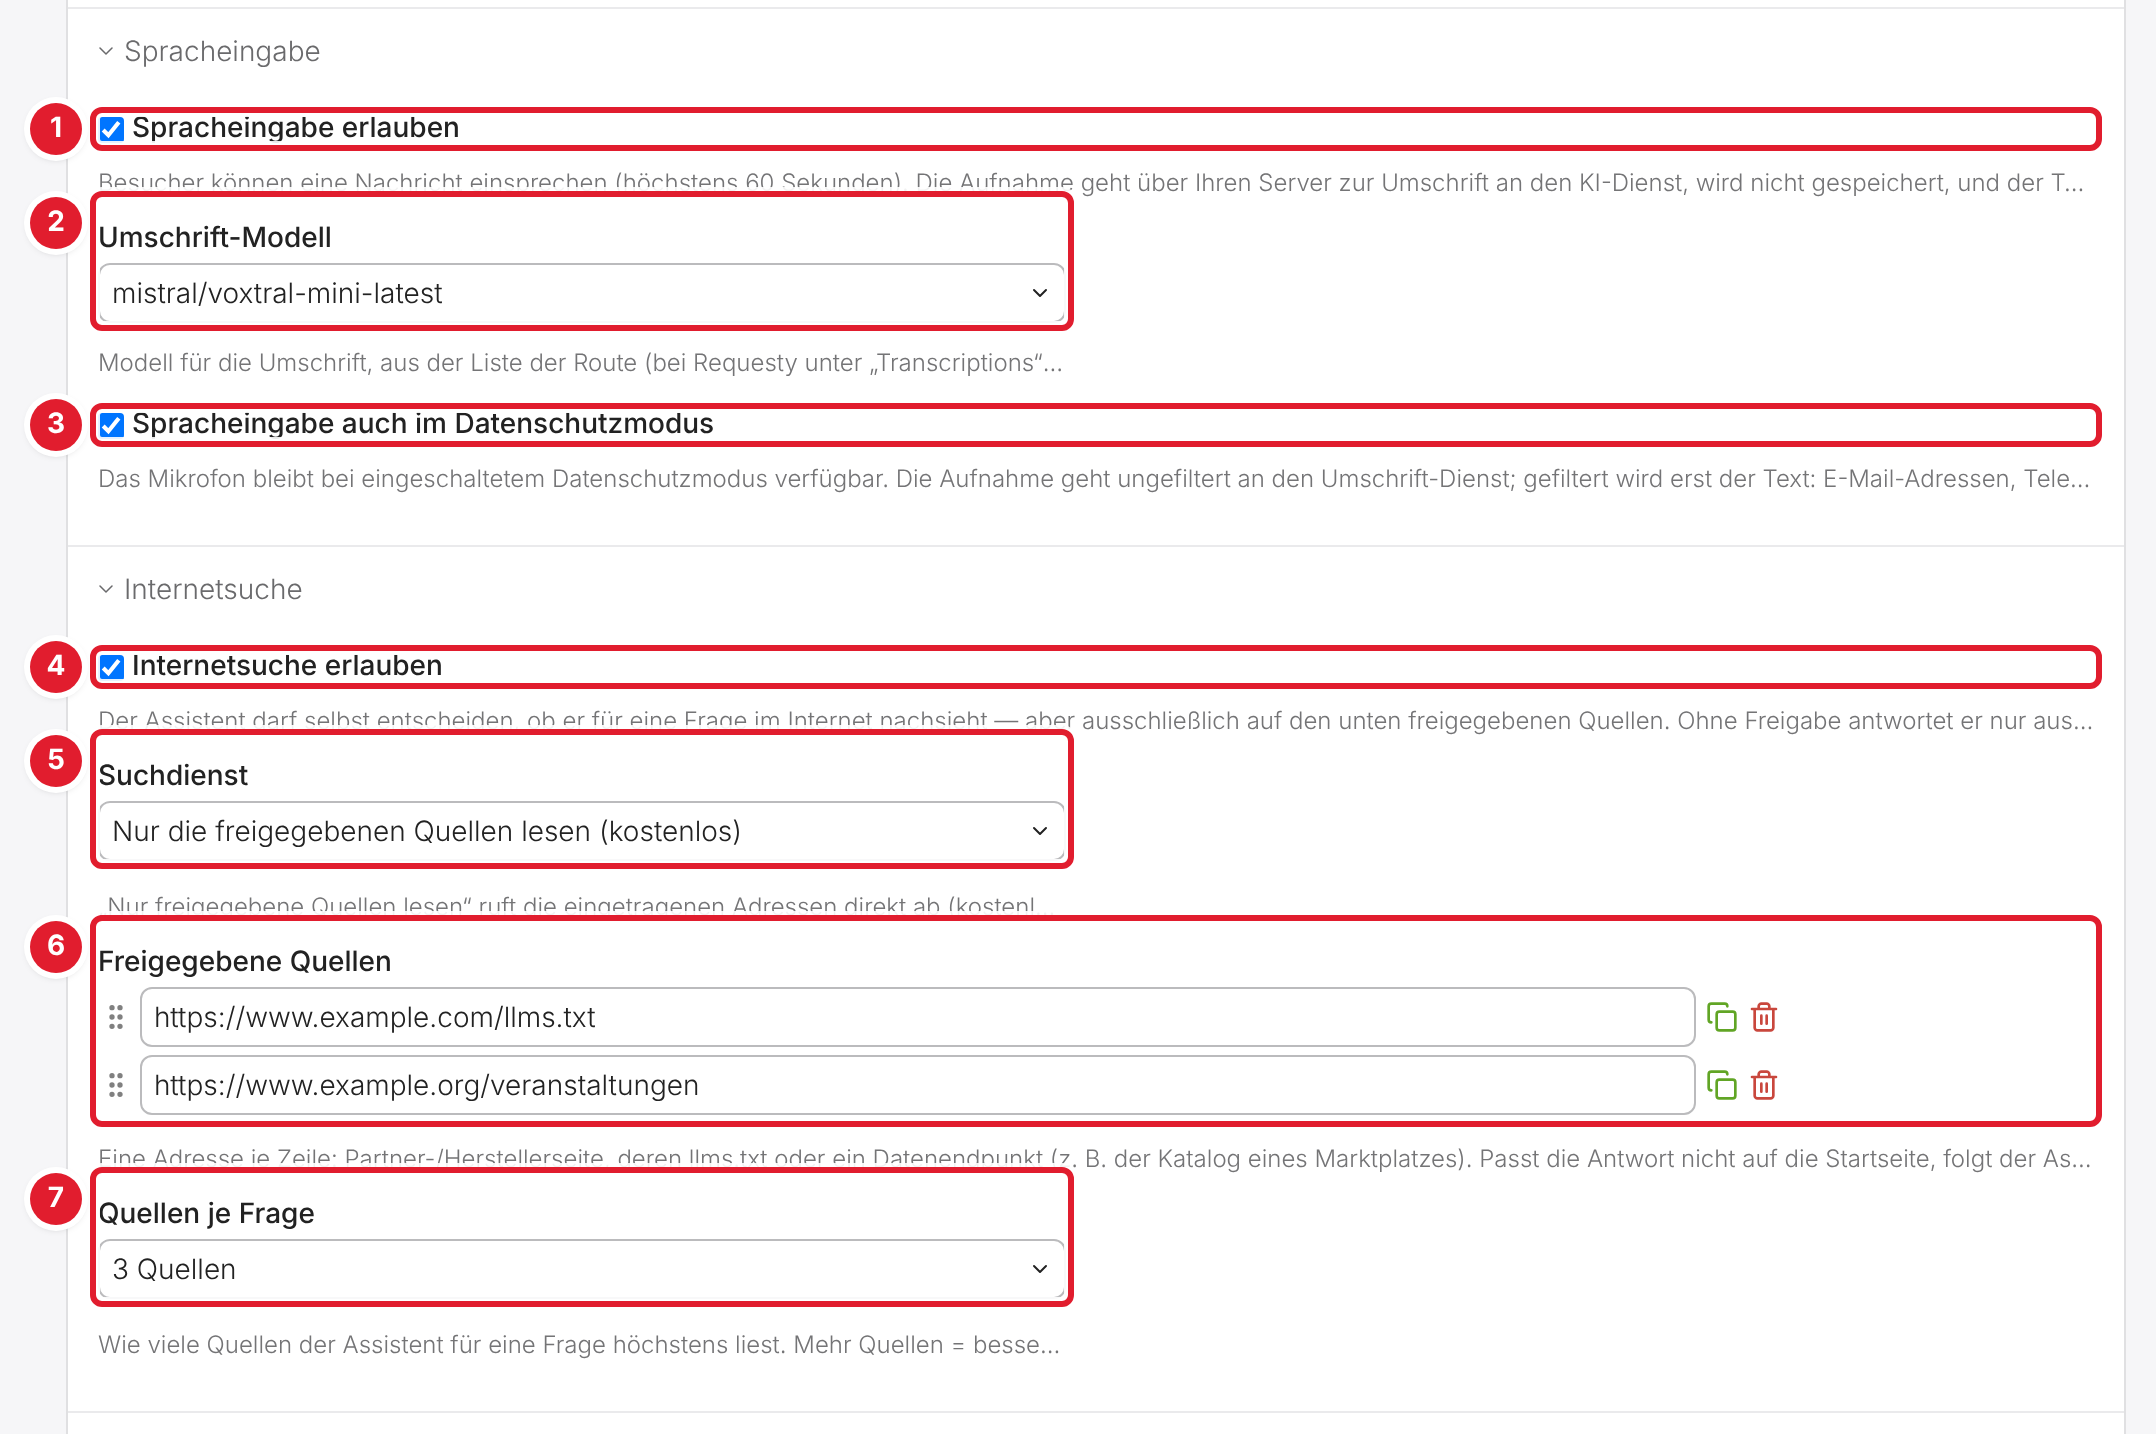 Spracheingabe
1
Spracheingabe erlauben
Besucher können eine Nachricht einsprechen (höchstens 60 Sekunden). Die Aufnahme geht über Ihren Server zur Umschrift an den KI-Dienst, wird nicht gespeichert, und der T...
2
Umschrift-Modell
mistral/voxtral-mini-latest
Modell für die Umschrift, aus der Liste der Route (bei Requesty unter „Transcriptions“...
3
Spracheingabe auch im Datenschutzmodus
Das Mikrofon bleibt bei eingeschaltetem Datenschutzmodus verfügbar. Die Aufnahme geht ungefiltert an den Umschrift-Dienst; gefiltert wird erst der Text: E-Mail-Adressen, Tele...
Internetsuche
4
Internetsuche erlauben
Der Assistent darf selbst entscheiden, ob er für eine Frage im Internet nachsieht — aber ausschließlich auf den unten freigegebenen Quellen. Ohne Freigabe antwortet er nur aus...
5
Suchdienst
Nur die freigegebenen Quellen lesen (kostenlos)
„Nur freigegebene Quellen lesen“ ruft die eingetragenen Adressen direkt ab (kostenl...
6
Freigegebene Quellen
https://www.example.com/llms.txt
https://www.example.org/veranstaltungen
Eine Adresse je Zeile: Partner-/Herstellerseite, deren llms.txt oder ein Datenendpunkt (z. B. der Katalog eines Marktplatzes). Passt die Antwort nicht auf die Startseite, folgt der As...
7
Quellen je Frage
3 Quellen
Wie viele Quellen der Assistent für eine Frage höchstens liest. Mehr Quellen = besse...